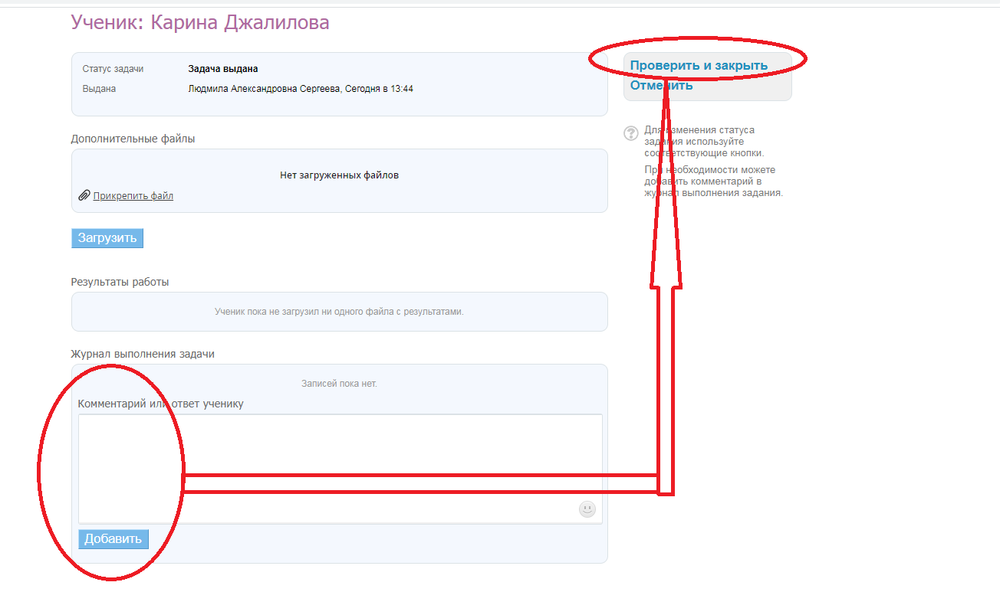 Ученик: Карина Джалилова
Статус задачи Задача выдана
Выдана Людмила Александровна Сергеева, Сегодня в 13:44
Дополнительные файлы
Нет загруженных файлов
Прикрепить файл
Загрузить
Результаты работы
Ученик пока не загрузил ни одного файла с результатами.
Журнал выполнения задачи
Записей пока нет.
Комментарий или ответ ученику
Добавить
Проверить и закрыть
Отменить
Для изменения статуса
задания используйте
соответствующие кнопки.
При необходимости можете
добавить комментарий в
журнал выполнения задания.